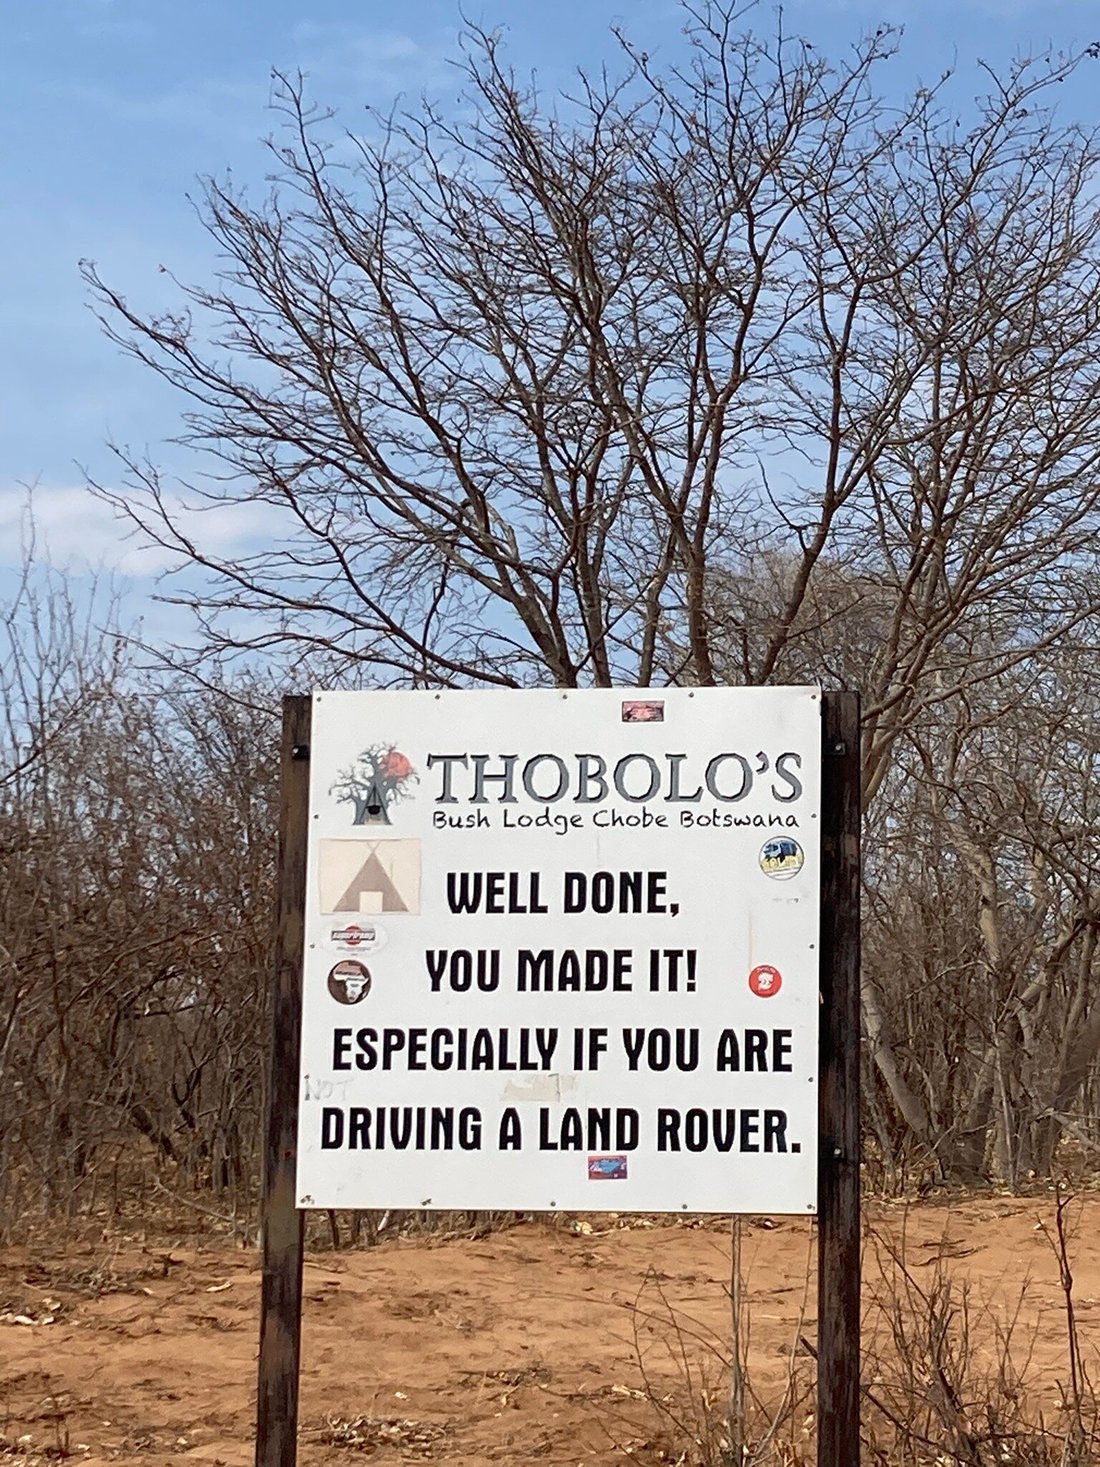 THOBOLO'S
Bush Lodge Chobe Botswana
WELL DONE,
YOU MADE IT!
ESPECIALLY IF YOU ARE
NOT
DRIVING A LAND ROVER.